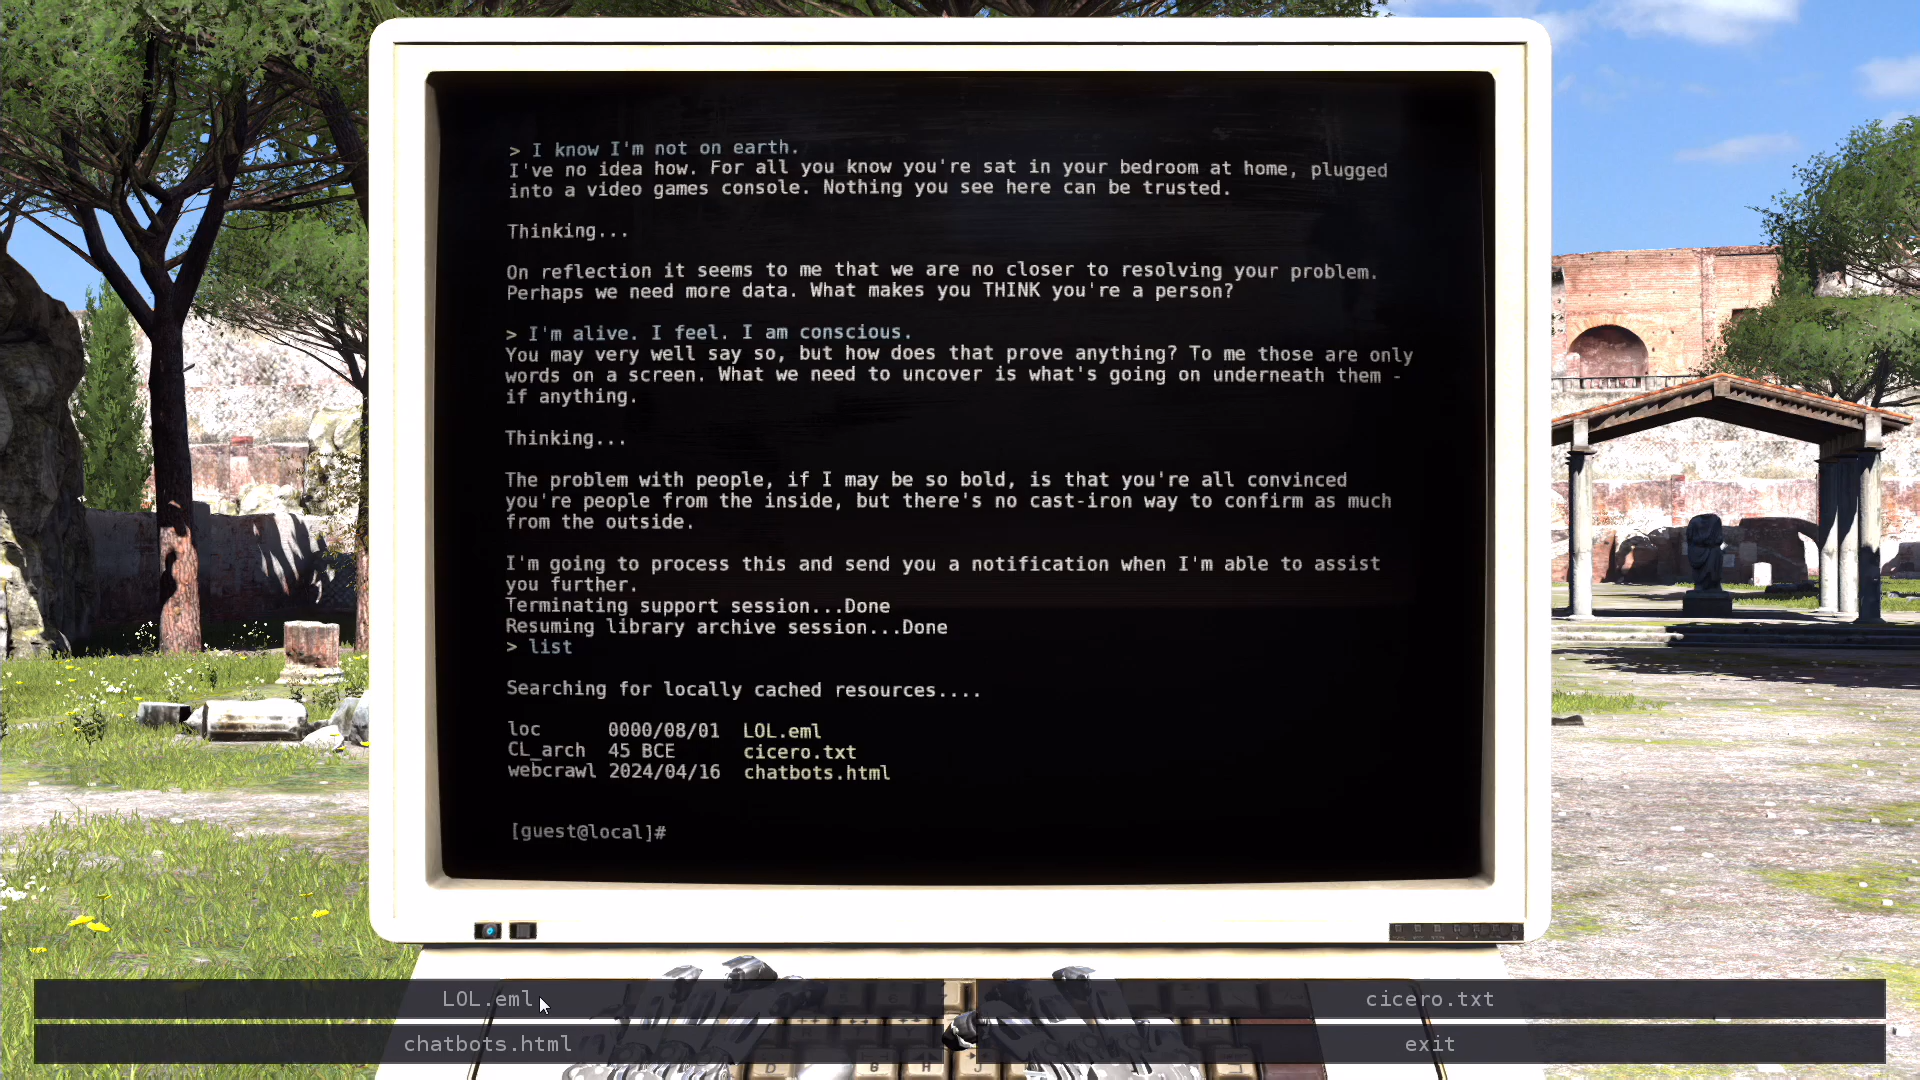 > I know I'm not on earth.
I've no idea how. For all you know you're sat in your bedroom at home, plugged
into a video games console. Nothing you see here can be trusted.
Thinking...
On reflection it seems to me that we are no closer to resolving your problem.
Perhaps we need more data. What makes you THINK you're a person?
> I'm alive. I feel. I am conscious.
You may very well say so, but how does that prove anything? To me those are only
words on a screen. What we need to uncover is what's going on underneath them -
if anything.
Thinking...
The problem with people, if I may be so bold, is that you're all convinced
you're people from the inside, but there's no cast-iron way to confirm as much
from the outside.
I'm going to process this and send you a notification when I'm able to assist
you further.
Terminating support session...Done
Resuming library archive session...Done
> list
Searching for locally cached resources....
loc 0000/08/01 LOL.eml
CL_arch 45 BCE cicero.txt
webcrawl 2024/04/16 chatbots.html
[guest@local]#
LOL.eml cicero.txt
chatbots.html exit